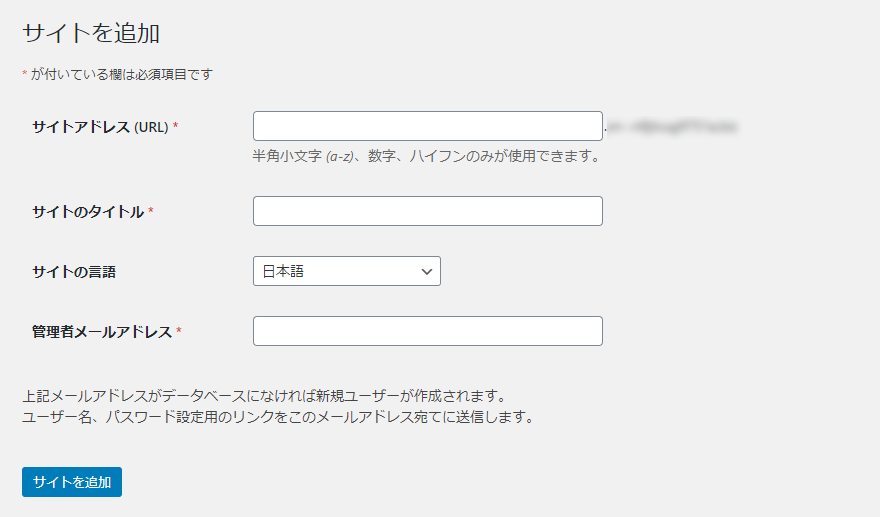 サイトを追加
* が付いている欄は必須項目です
サイトアドレス (URL) *
半角小文字 (a-z)、数字、ハイフンのみが使用できます。
サイトのタイトル *
サイトの言語
日本語
管理者メールアドレス *
上記メールアドレスがデータベースになければ新規ユーザーが作成されます。
ユーザー名、パスワード設定用のリンクをこのメールアドレス宛てに送信します。
サイトを追加